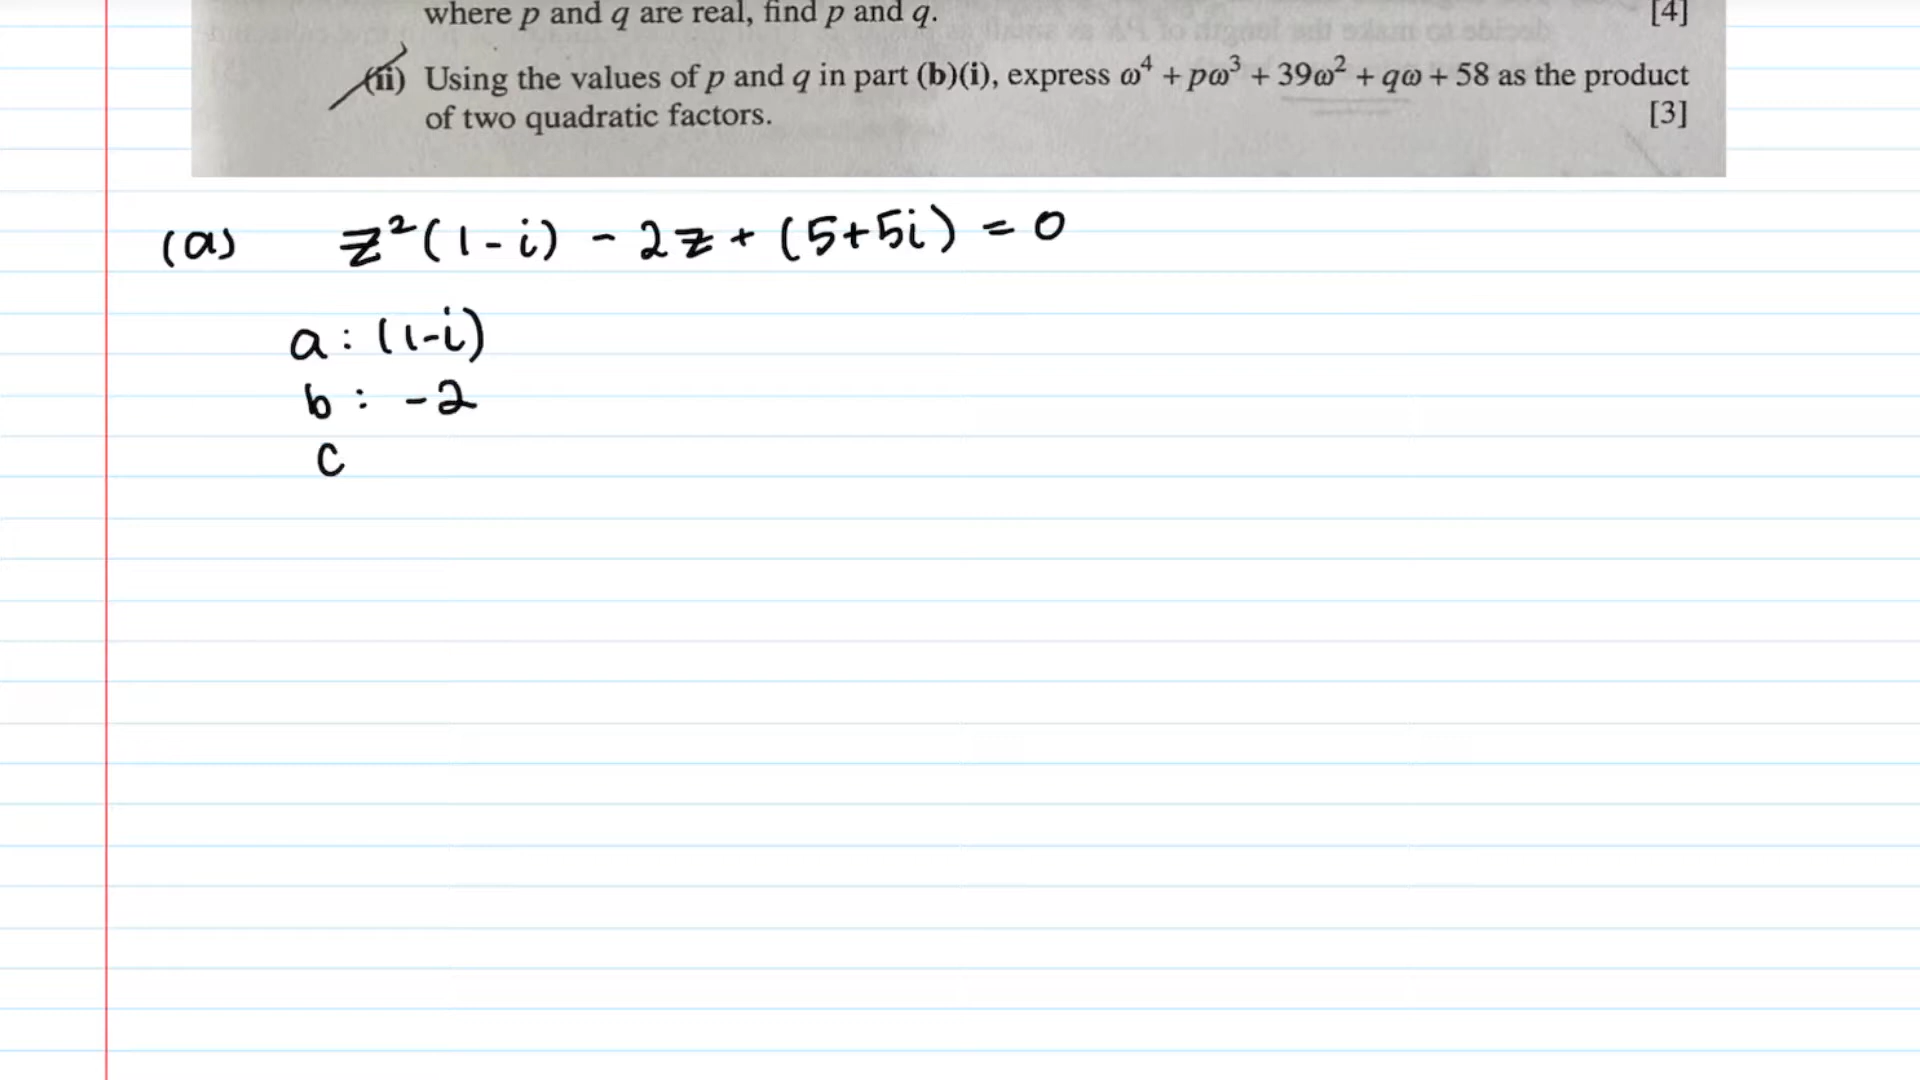 where p and q are real, find p and q. [4]
(ii) Using the values of p and q in part (b)(i), express ω⁴ + pω³ + 39ω² + qω + 58 as the product
of two quadratic factors. [3]
(a) z²(1-i) - 2z + (5+5i) = 0
a : (1-i)
b : -2
c